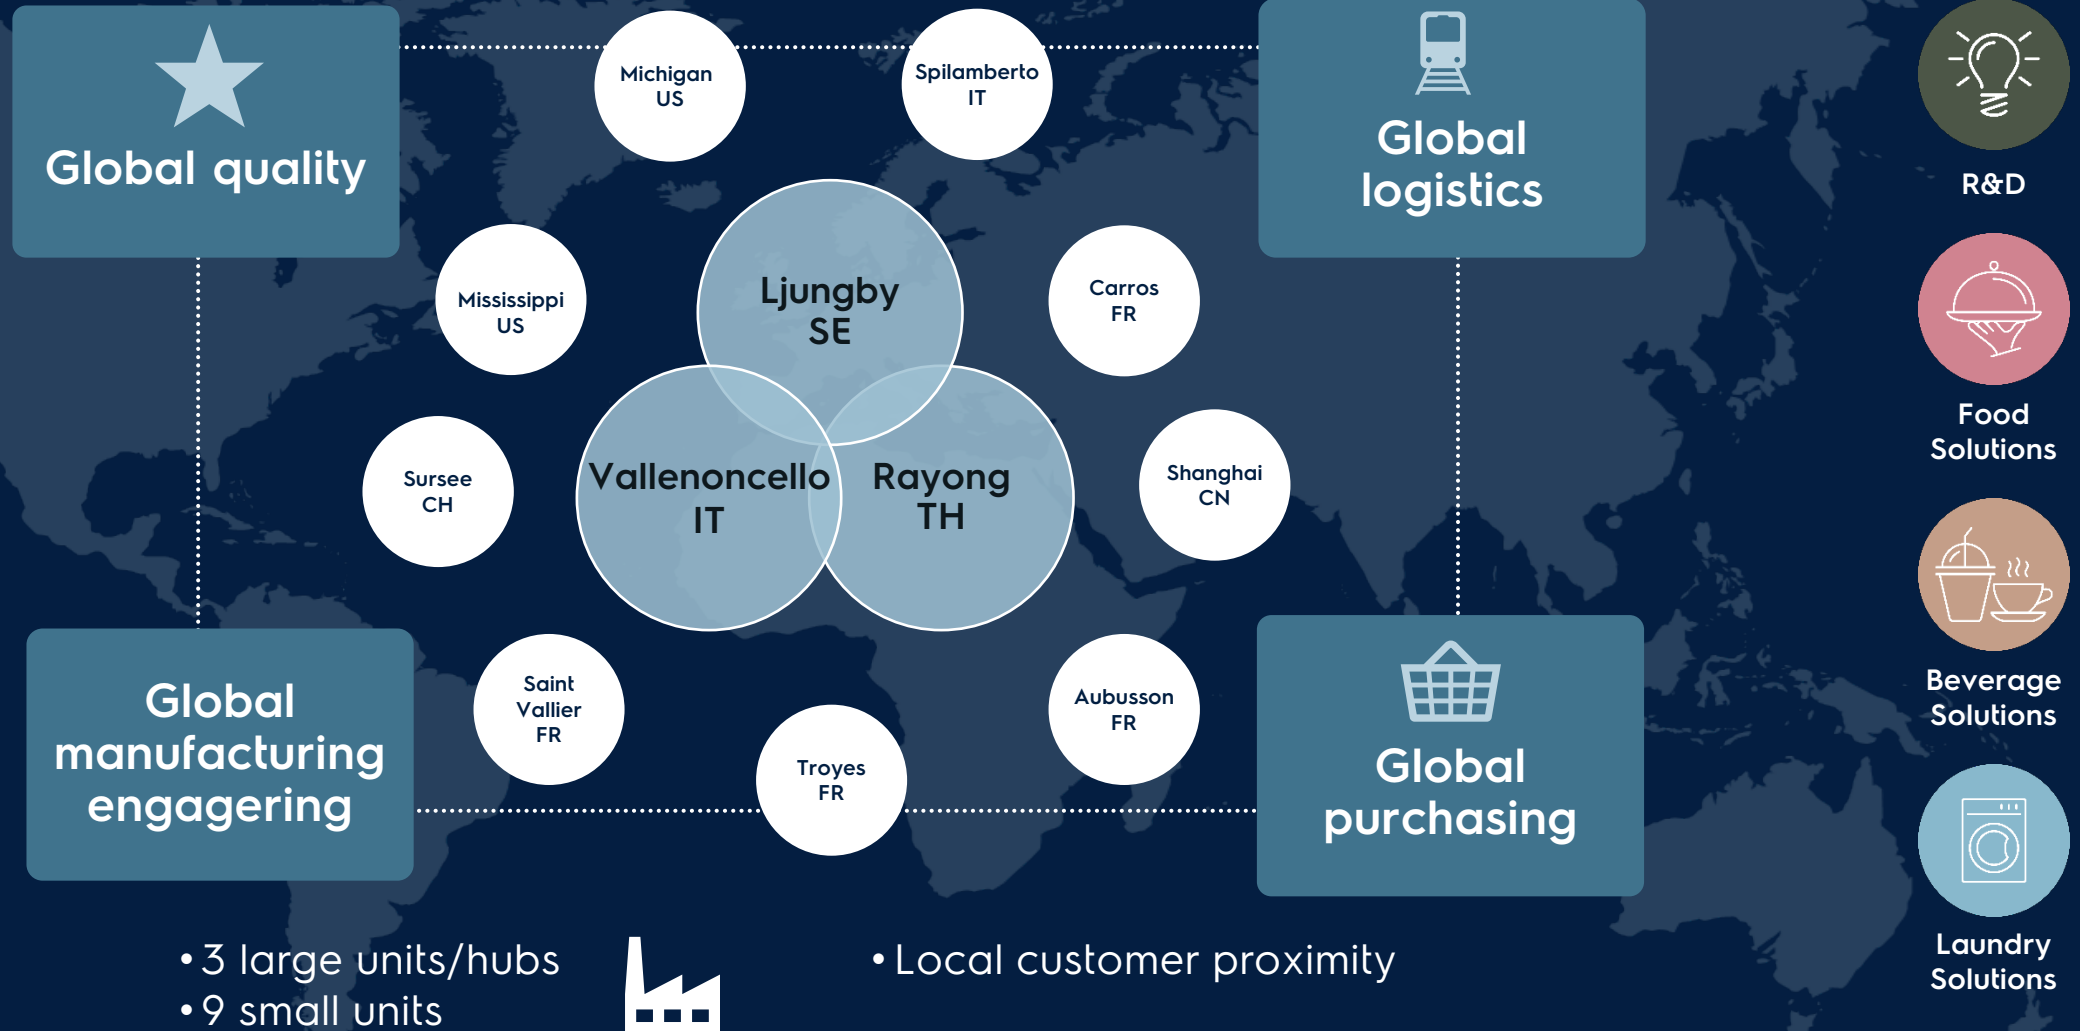 Global quality
Michigan
US
Spilamberto
IT
Global
logistics
R&D
Mississippi
US
Ljungby
SE
Carros
FR
Food
Solutions
Sursee
CH
Vallenoncello
IT
Rayong
TH
Shanghai
CN
Global
manufacturing
engagering
Saint
Vallier
FR
Troyes
FR
Aubusson
FR
Global
purchasing
Beverage
Solutions
Laundry
Solutions
• 3 large units/hubs
• 9 small units
• Local customer proximity